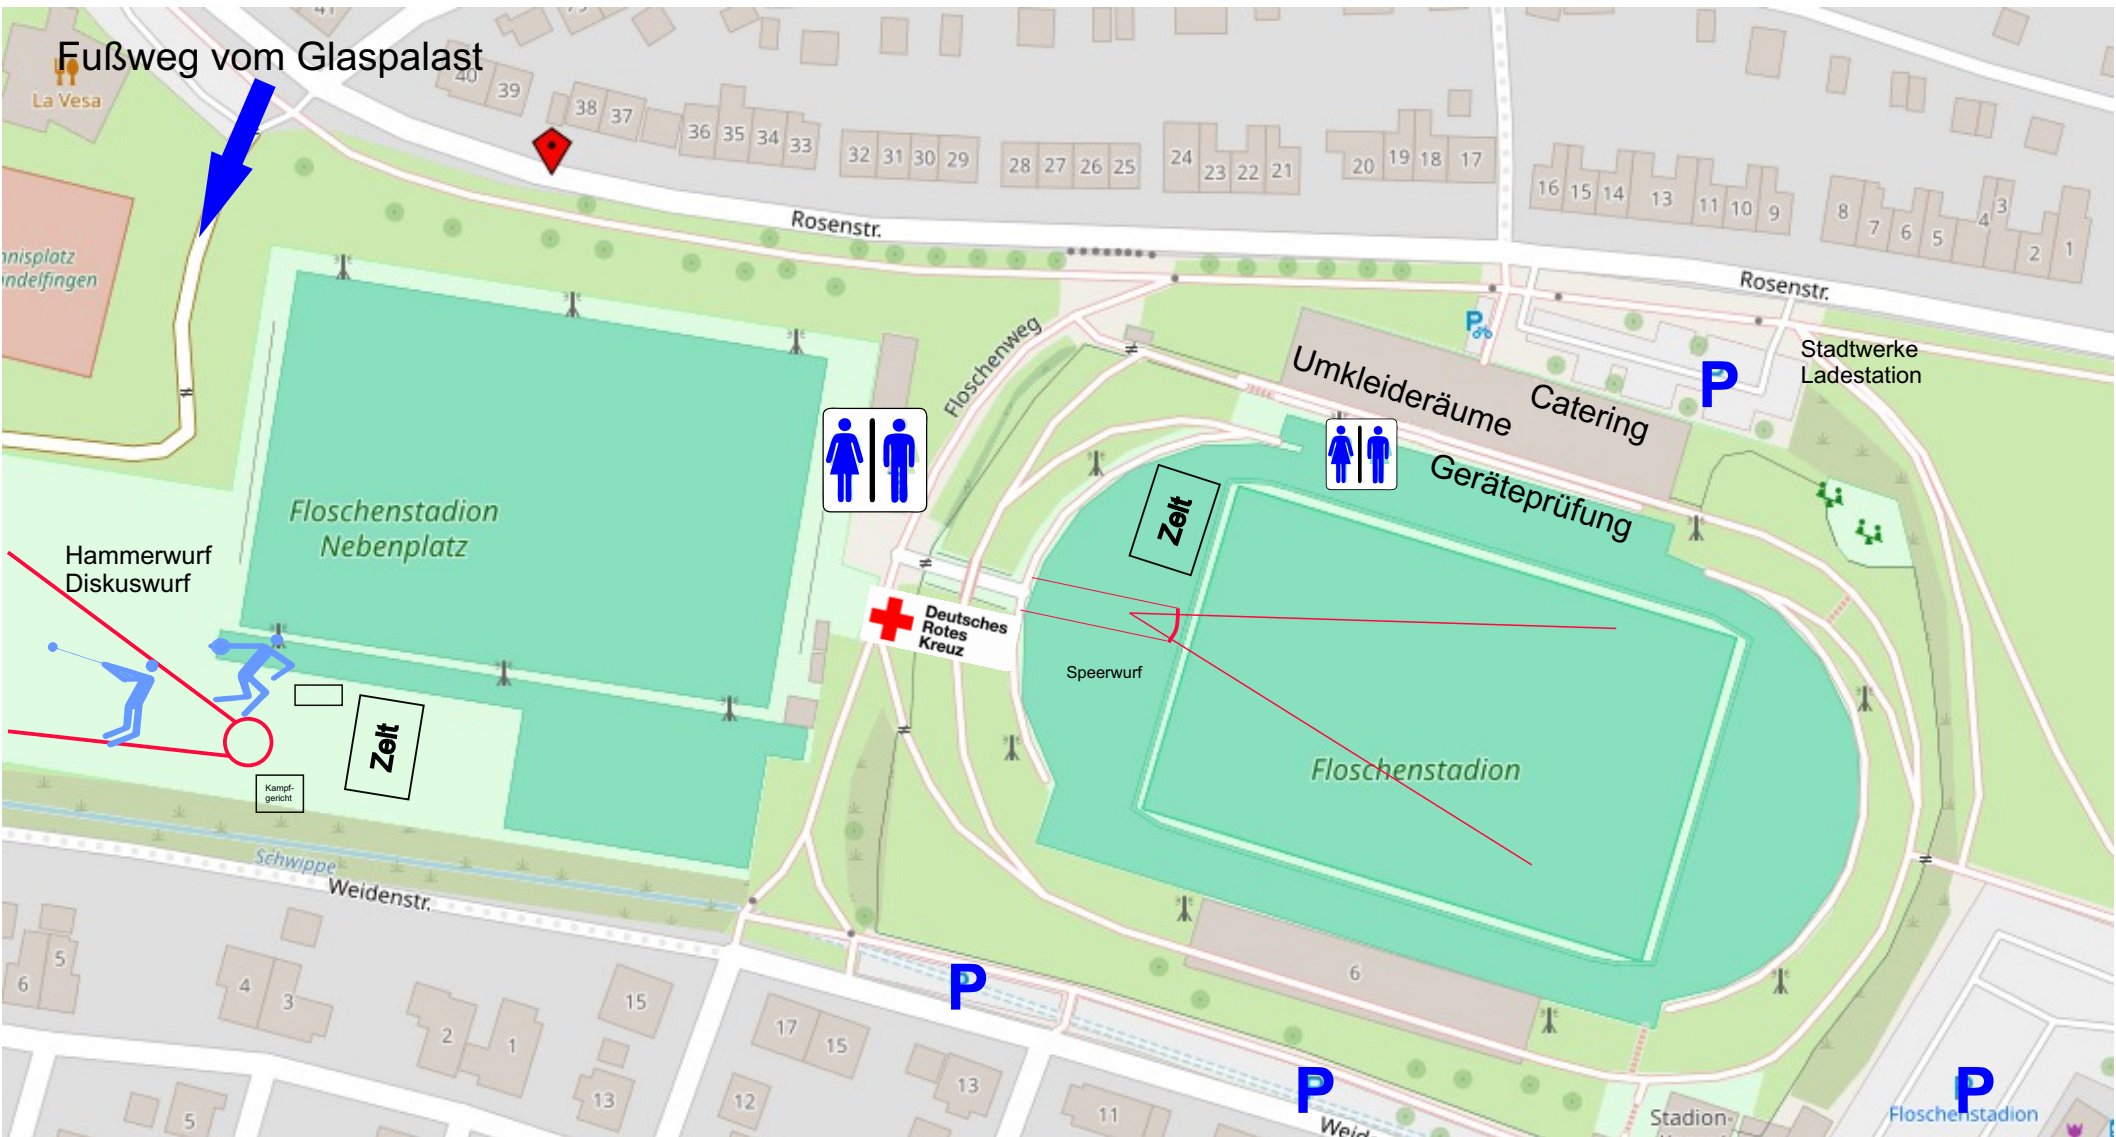 Fußweg vom Glaspalast
La Vesa
41
40
39
38
37
36
35
34
33
32
31
30
29
28
27
26
25
24
23
22
21
20
19
18
17
16
15
14
13
11
10
9
8
7
6
5
4
3
2
1
Rosenstr.
Rosenstr.
Floschenweg
Umkleideräume
Catering
Geräteprüfung
P
P
Stadtwerke
Ladestation
Floschenstadion
Nebenplatz
Hammerwurf
Diskuswurf
Zelt
Zelt
Kampf-
gericht
Deutsches
Rotes
Kreuz
Speerwurf
Floschenstadion
Schwippe
Weidenstr.
6
5
4
3
2
1
15
13
5
17
15
12
13
11
6
P
P
P
Floschenstadion
Stadion-